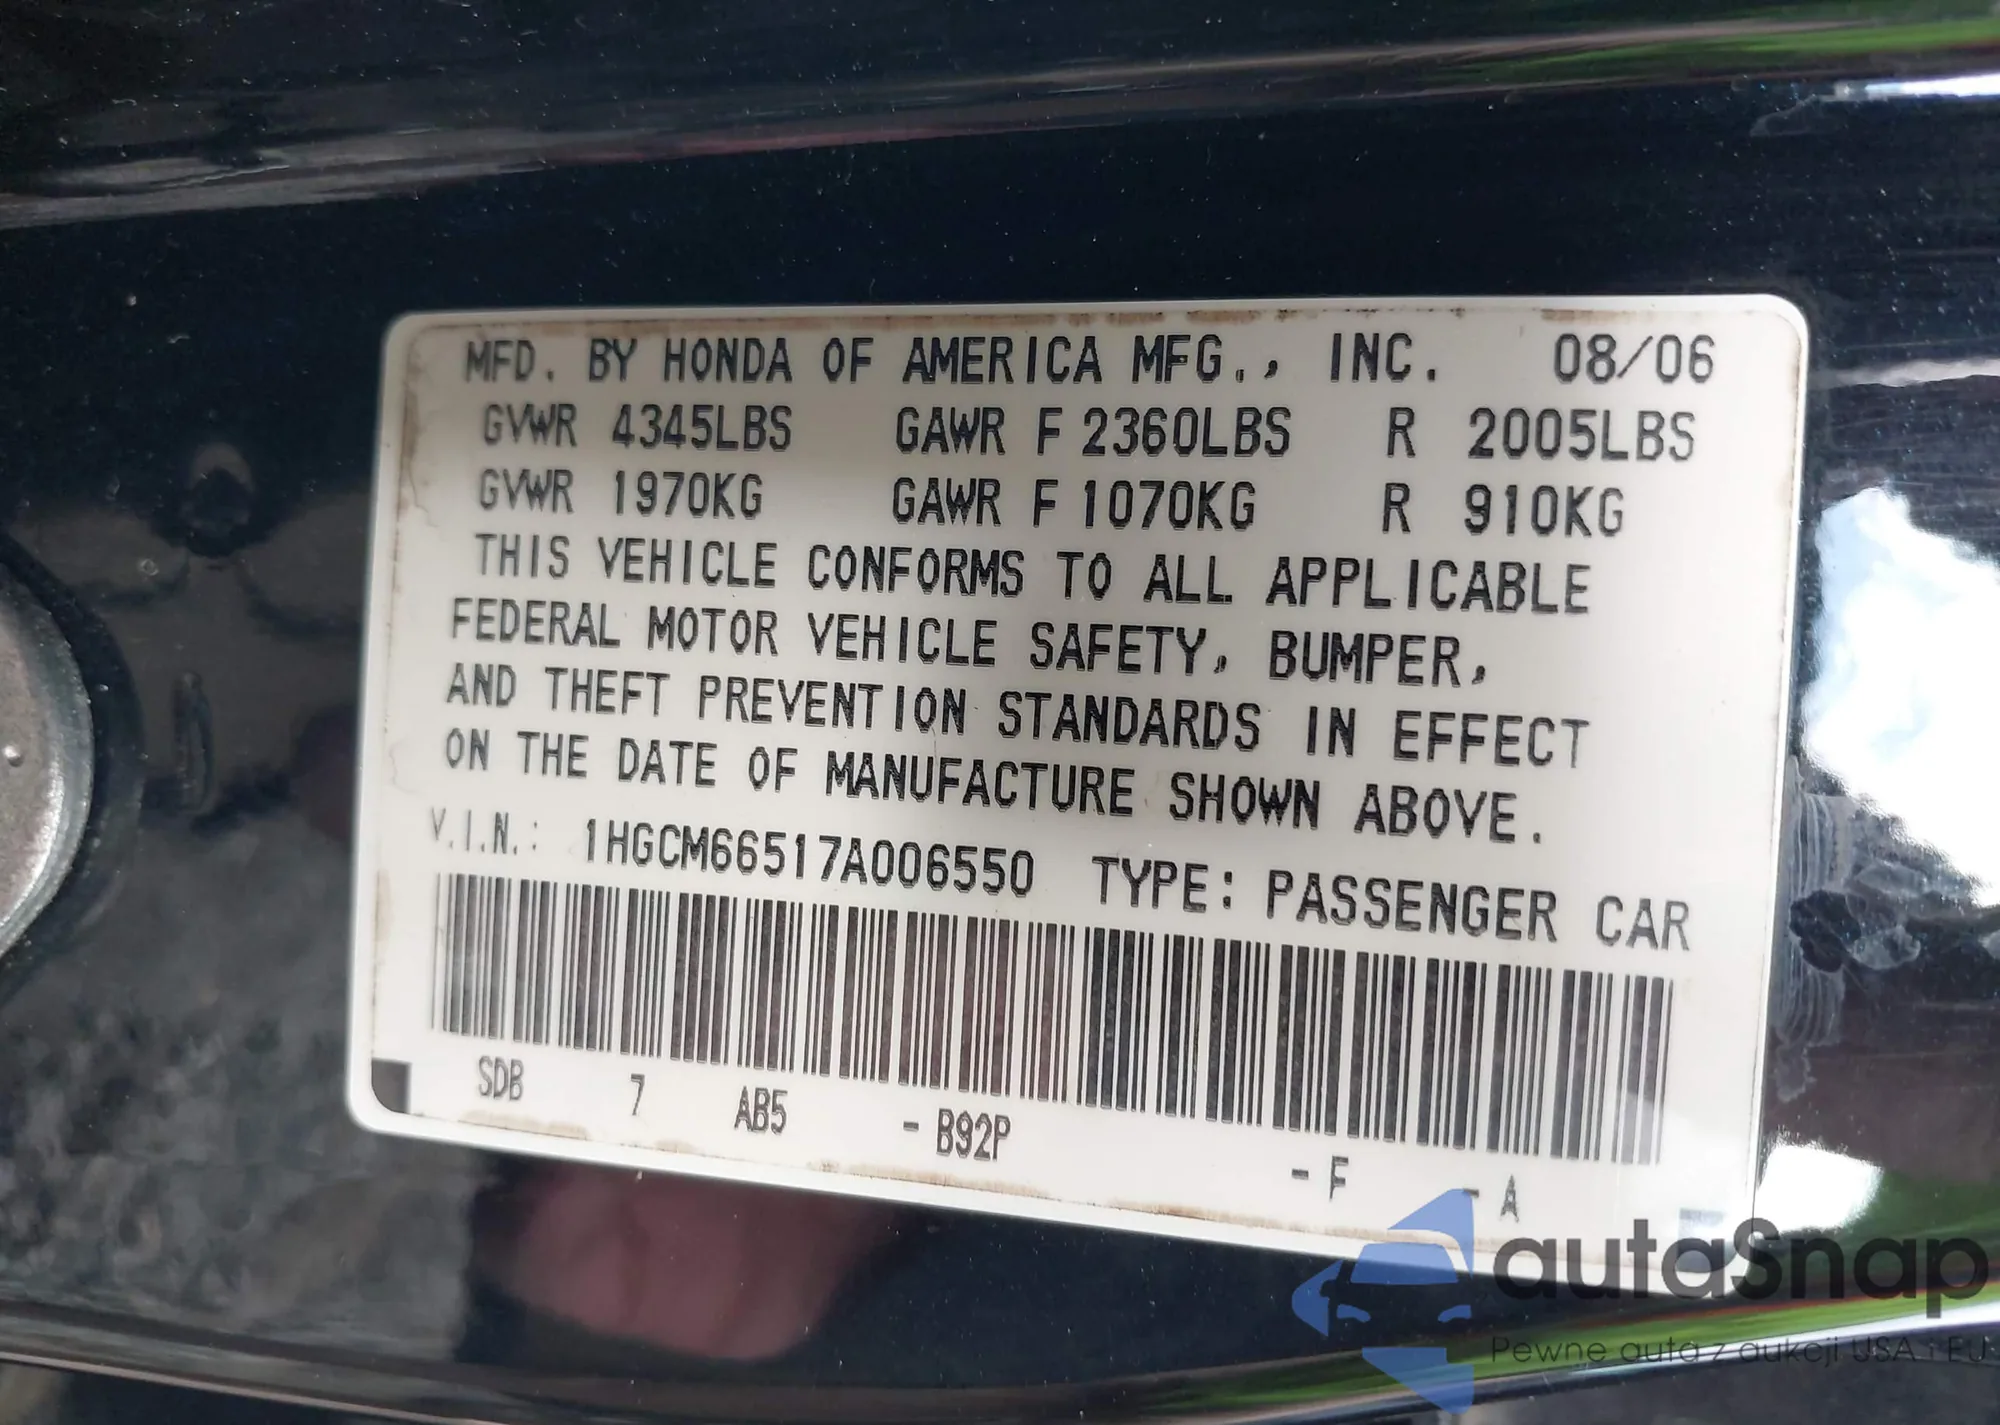 MFD. BY HONDA OF AMERICA MFG., INC. 08/06
GVWR 4345LBS GAWR F 2360LBS R 2005LBS
GVWR 1970KG GAWR F 1070KG R 910KG
THIS VEHICLE CONFORMS TO ALL APPLICABLE
FEDERAL MOTOR VEHICLE SAFETY, BUMPER,
AND THEFT PREVENTION STANDARDS IN EFFECT
ON THE DATE OF MANUFACTURE SHOWN ABOVE.
V.I.N.: 1HGCM66517A006550 TYPE: PASSENGER CAR
SDB 7 AB5 - B92P - F - A
autaSnap
Pewne auta z aukcji USA i EU